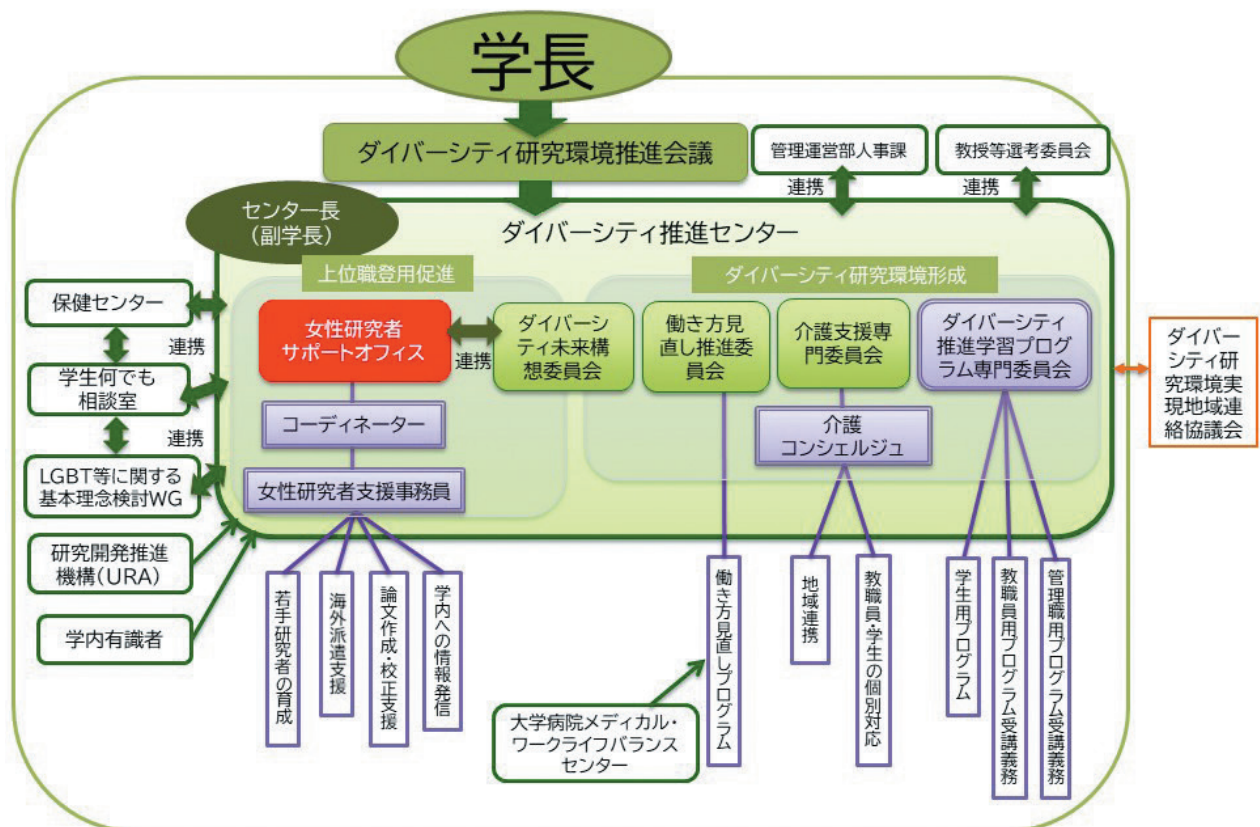 学長
ダイバーシティ研究環境推進会議
管理運営部人事課
教授等選考委員会
連携
連携
センター長
（副学長）
ダイバーシティ推進センター
上位職登用促進
ダイバーシティ研究環境形成
保健センター
連携
学生何でも
相談室
連携
LGBT等に関する
基本理念検討WG
研究開発推進
機構（URA）
学内有識者
女性研究者
サポートオフィス
連携
ダイバーシ
ティ未来構
想委員会
働き方見
直し推進委
員会
介護支援専
門委員会
ダイバーシティ
推進学習プログ
ラム専門委員会
コーディネーター
女性研究者支援事務員
介護
コンシェルジュ
ダイバー
シティ研
究環境実
現地域連
絡協議会
若手研究者の育成
海外派遣支援
論文作成・校正支援
学内への情報発信
働き方見直しプログラム
地域連携
教職員・学生の個別対応
学生用プログラム
教職員用プログラム受講義務
管理職用プログラム受講義務
大学病院メディカル・
ワークライフバランス
センター